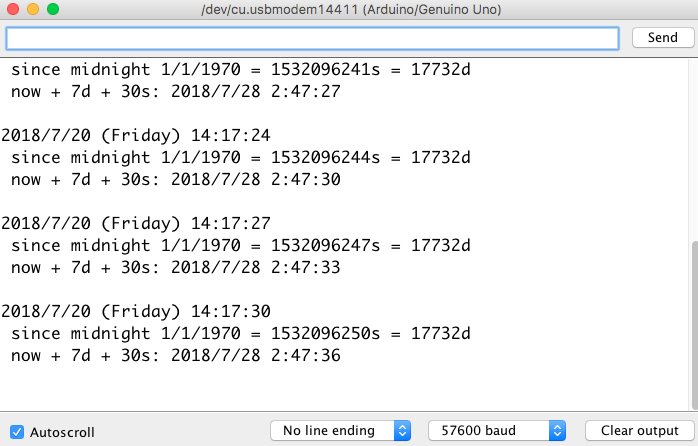 /dev/cu.usbmodem14411 (Arduino/Genuino Uno)
Send
since midnight 1/1/1970 = 1532096241s = 17732d
now + 7d + 30s: 2018/7/28 2:47:27
2018/7/20 (Friday) 14:17:24
since midnight 1/1/1970 = 1532096244s = 17732d
now + 7d + 30s: 2018/7/28 2:47:30
2018/7/20 (Friday) 14:17:27
since midnight 1/1/1970 = 1532096247s = 17732d
now + 7d + 30s: 2018/7/28 2:47:33
2018/7/20 (Friday) 14:17:30
since midnight 1/1/1970 = 1532096250s = 17732d
now + 7d + 30s: 2018/7/28 2:47:36
Autoscroll
No line ending
57600 baud
Clear output